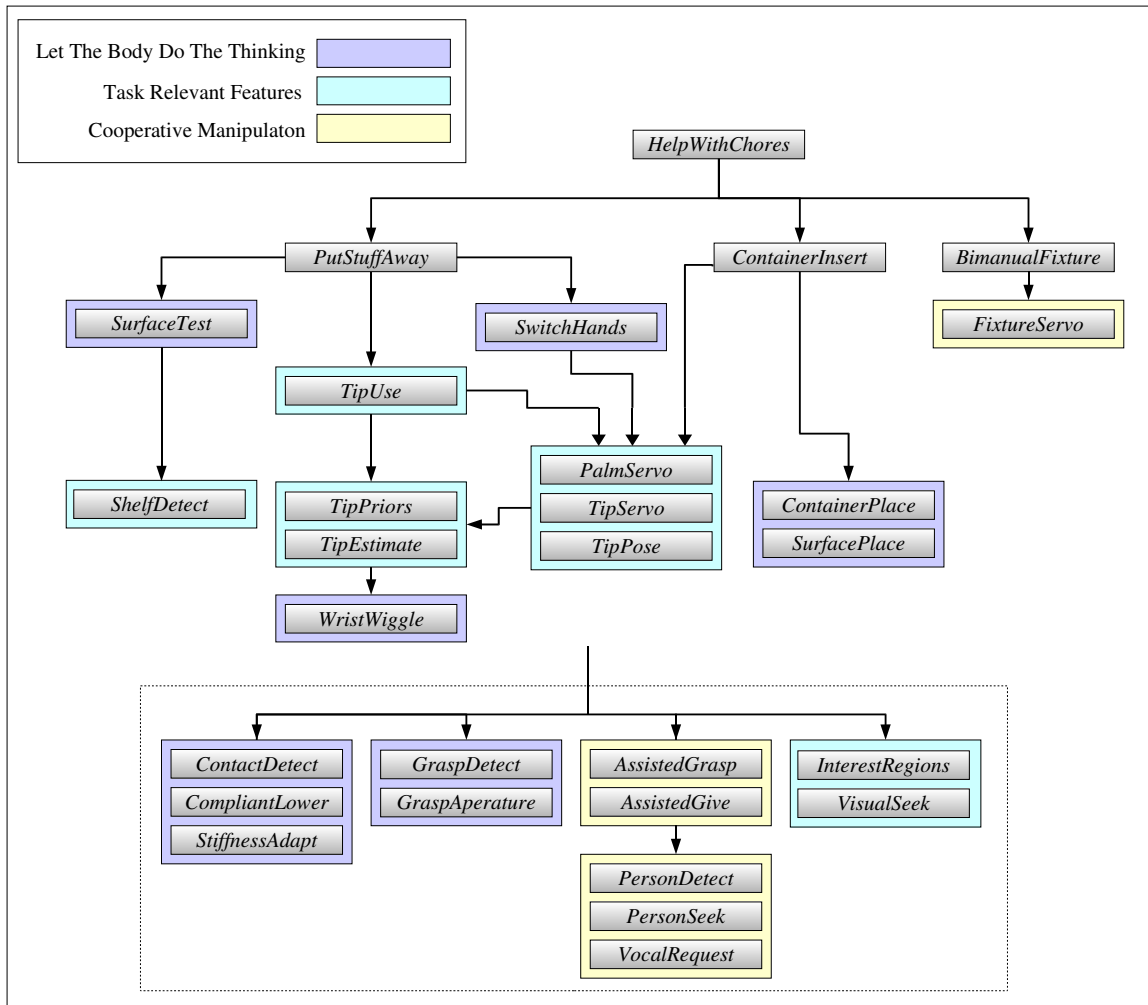 Let The Body Do The Thinking
Task Relevant Features
Cooperative Manipulaton
HelpWithChores
PutStuffAway
ContainerInsert
BimanualFixture
SurfaceTest
SwitchHands
FixtureServo
TipUse
PalmServo
ShelfDetect
TipPriors
TipServo
ContainerPlace
TipEstimate
TipPose
SurfacePlace
WristWiggle
ContactDetect
GraspDetect
AssistedGrasp
InterestRegions
CompliantLower
GraspAperature
AssistedGive
VisualSeek
StiffnessAdapt
PersonDetect
PersonSeek
VocalRequest